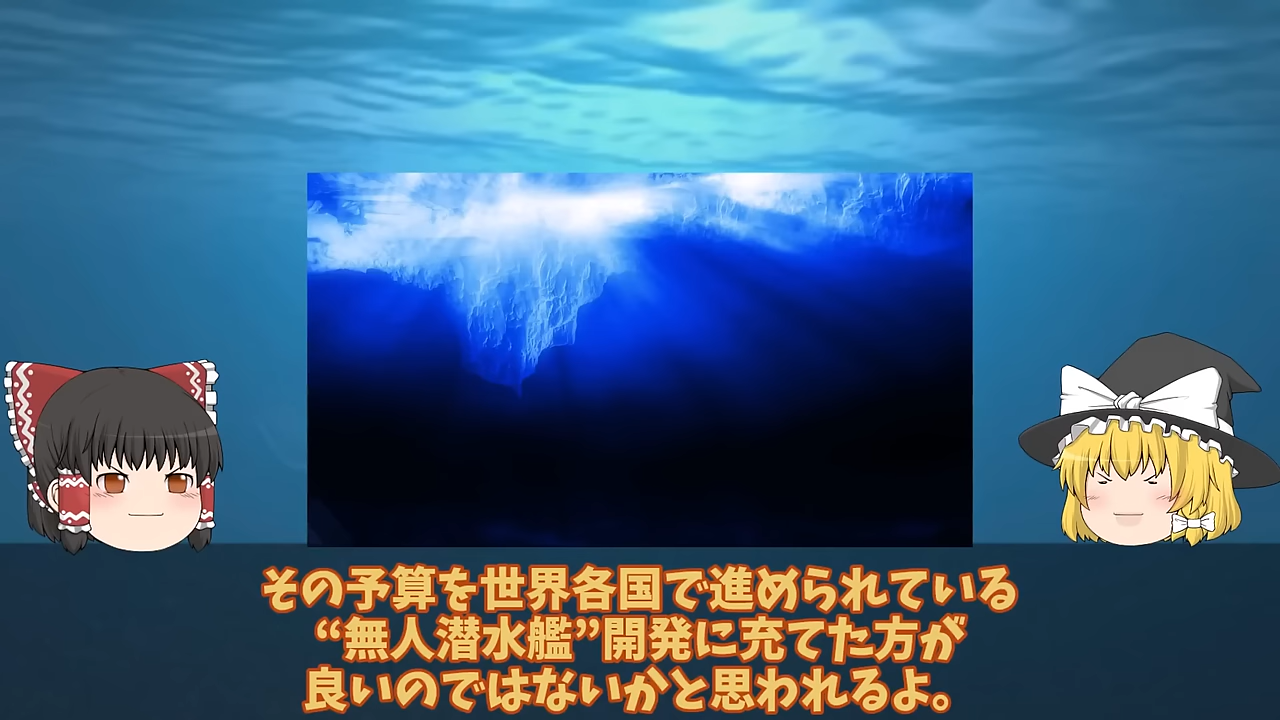 その予算を世界各国で進められている
“無人潜水艦”開発に充てた方が
良いのではないかと思われるよ。